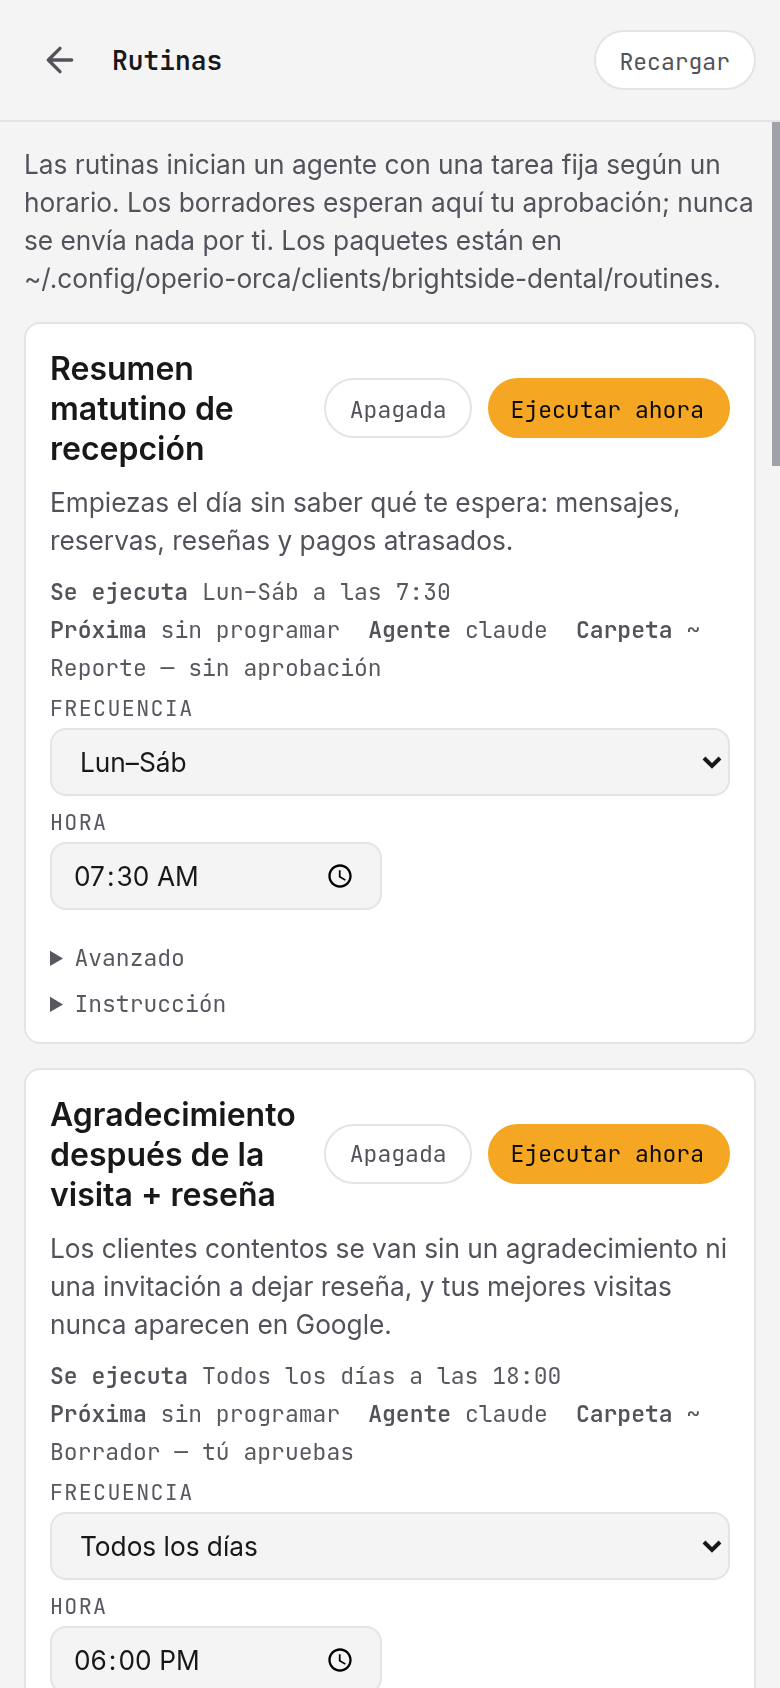 Rutinas
Recargar
Las rutinas inician un agente con una tarea fija según un
horario. Los borradores esperan aquí tu aprobación; nunca
se envía nada por ti. Los paquetes están en
~/.config/operio-orca/clients/brightside-dental/routines.
Resumen
matutino de
recepción
Apagada
Ejecutar ahora
Empiezas el día sin saber qué te espera: mensajes,
reservas, reseñas y pagos atrasados.
Se ejecuta Lun–Sáb a las 7:30
Próxima sin programar Agente claude Carpeta ~
Reporte — sin aprobación
FRECUENCIA
Lun–Sáb
HORA
07:30 AM
Avanzado
Instrucción
Agradecimiento
después de la
visita + reseña
Apagada
Ejecutar ahora
Los clientes contentos se van sin un agradecimiento ni
una invitación a dejar reseña, y tus mejores visitas
nunca aparecen en Google.
Se ejecuta Todos los días a las 18:00
Próxima sin programar Agente claude Carpeta ~
Borrador — tú apruebas
FRECUENCIA
Todos los días
HORA
06:00 PM